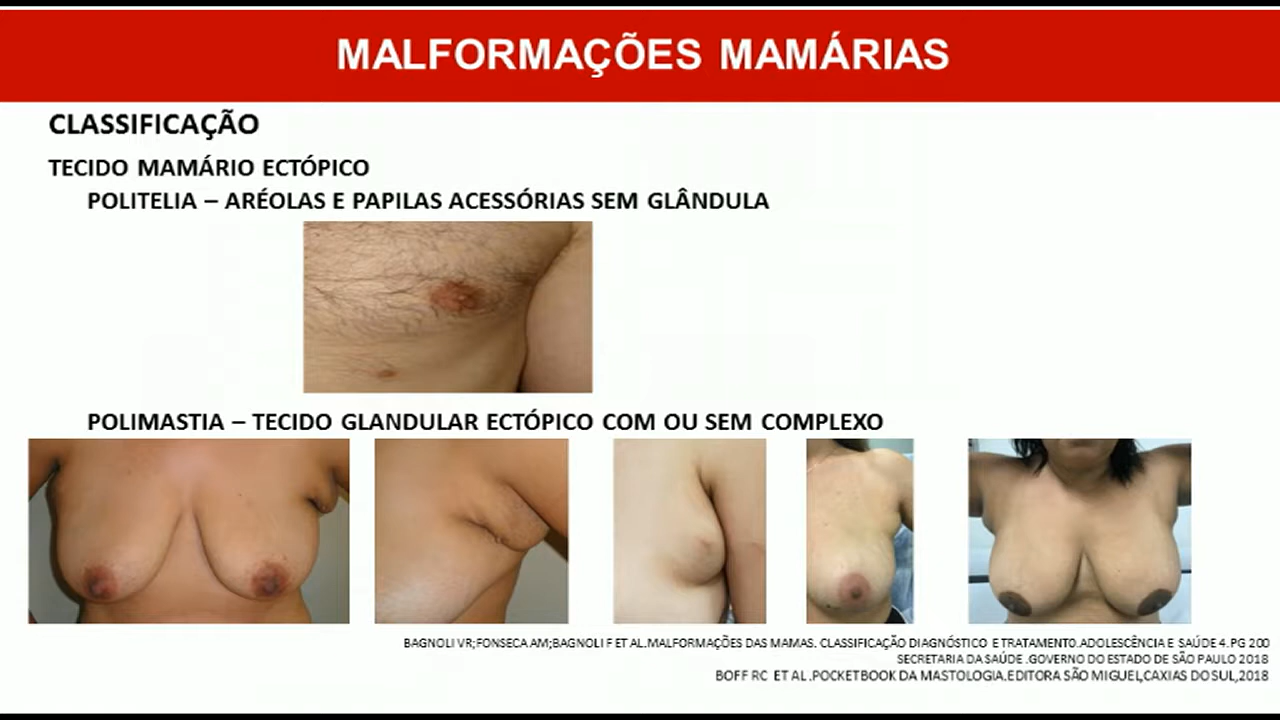 MALFORMAÇÕES MAMÁRIAS
CLASSIFICAÇÃO
TECIDO MAMÁRIO ECTÓPICO
POLITELIA – ARÉOLAS E PAPILAS ACESSÓRIAS SEM GLÂNDULA
POLIMASTIA – TECIDO GLANDULAR ECTÓPICO COM OU SEM COMPLEXO
BAGNOLI VR;FONSECA AM;BAGNOLI F ET AL.MALFORMAÇÕES DAS MAMAS. CLASSIFICAÇÃO DIAGNÓSTICO E TRATAMENTO.ADOLESCÊNCIA E SAÚDE 4.PG 200
SECRETARIA DA SAÚDE .GOVERNO DO ESTADO DE SÃO PAULO 2018
BOFF RC ET AL.POCKETBOOK DA MASTOLOGIA.EDITORA SÃO MIGUEL,CAXIAS DO SUL,2018